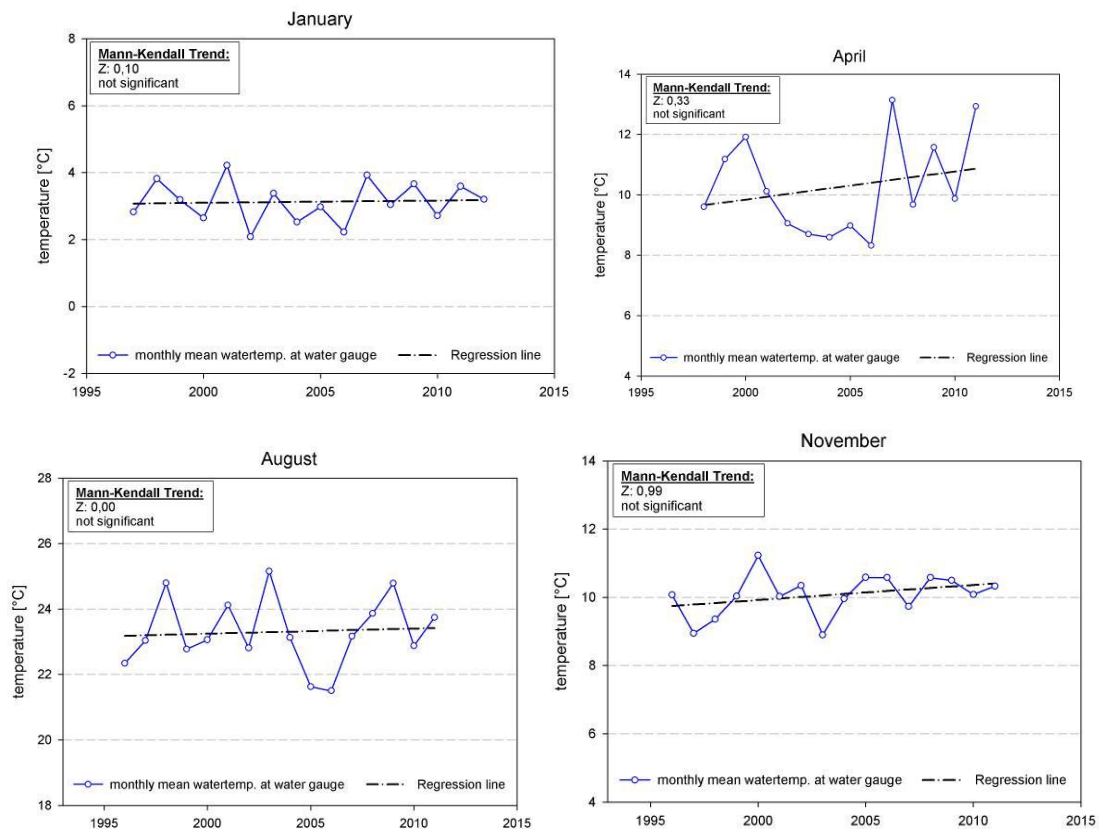 January
8
6
4
2
0
-2
temperature [°C]
Mann-Kendall Trend:
Z: 0,10
not significant
monthly mean watertemp. at water gauge
Regression line
1995 2000 2005 2010 2015
April
14
12
10
8
6
4
temperature [°C]
Mann-Kendall Trend:
Z: 0,33
not significant
monthly mean watertemp. at water gauge
Regression line
1995 2000 2005 2010 2015
August
28
26
24
22
20
18
temperature [°C]
Mann-Kendall Trend:
Z: 0,00
not significant
monthly mean watertemp. at water gauge
Regression line
1995 2000 2005 2010 2015
November
14
12
10
8
6
4
temperature [°C]
Mann-Kendall Trend:
Z: 0,99
not significant
monthly mean watertemp. at water gauge
Regression line
1995 2000 2005 2010 2015